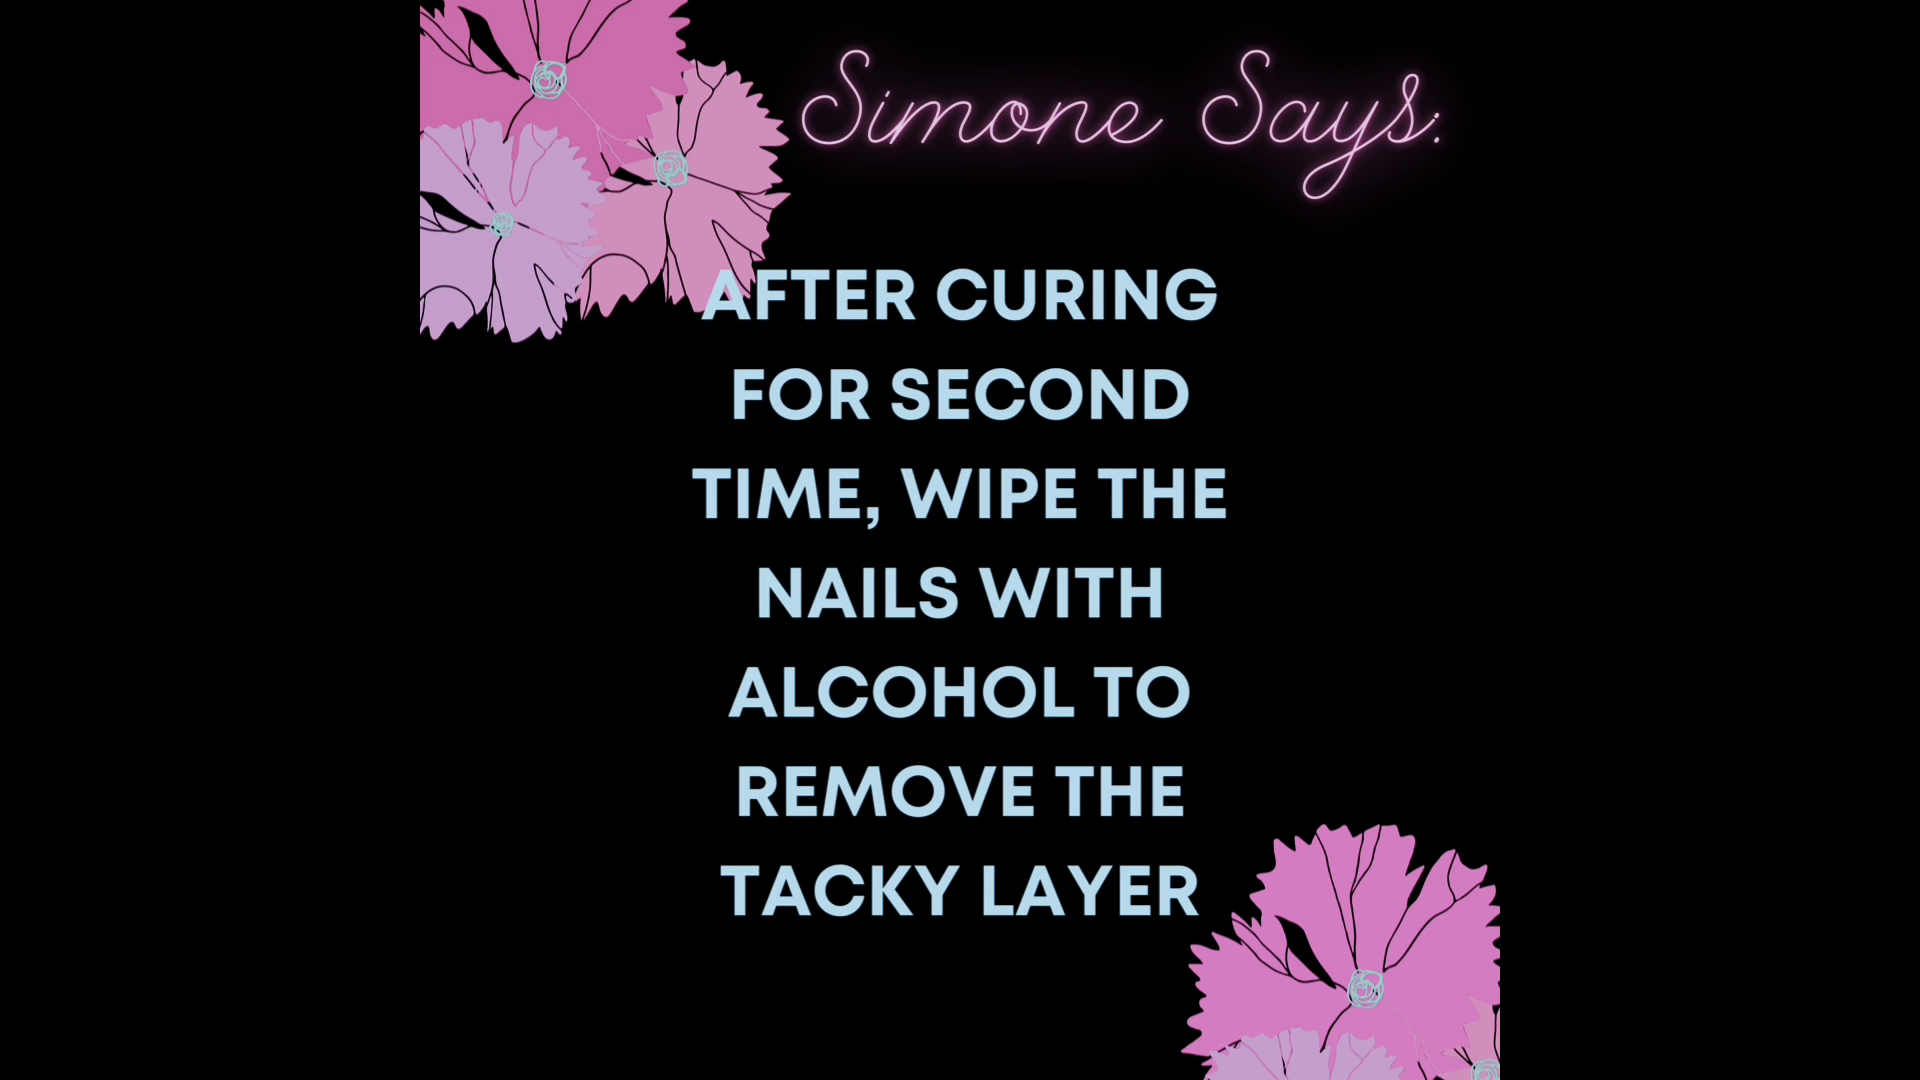 Simone Says:
AFTER CURING
FOR SECOND
TIME, WIPE THE
NAILS WITH
ALCOHOL TO
REMOVE THE
TACKY LAYER